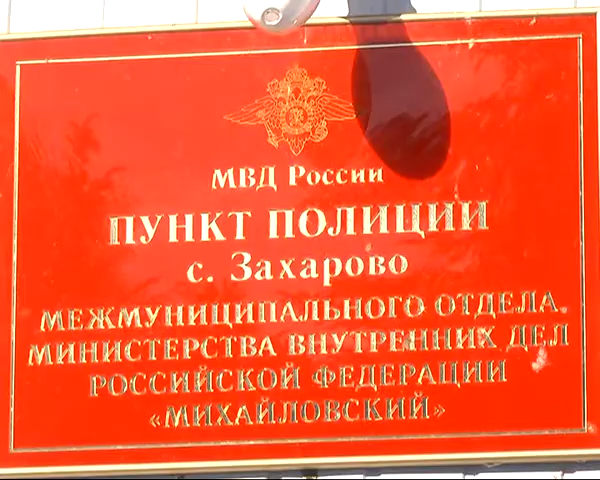 МВД России
ПУНКТ ПОЛИЦИИ
с. Захарово
МЕЖМУНИЦИПАЛЬНОГО ОТДЕЛА
МИНИСТЕРСТВА ВНУТРЕННИХ ДЕЛ
РОССИЙСКОЙ ФЕДЕРАЦИИ
«МИХАЙЛОВСКИЙ»